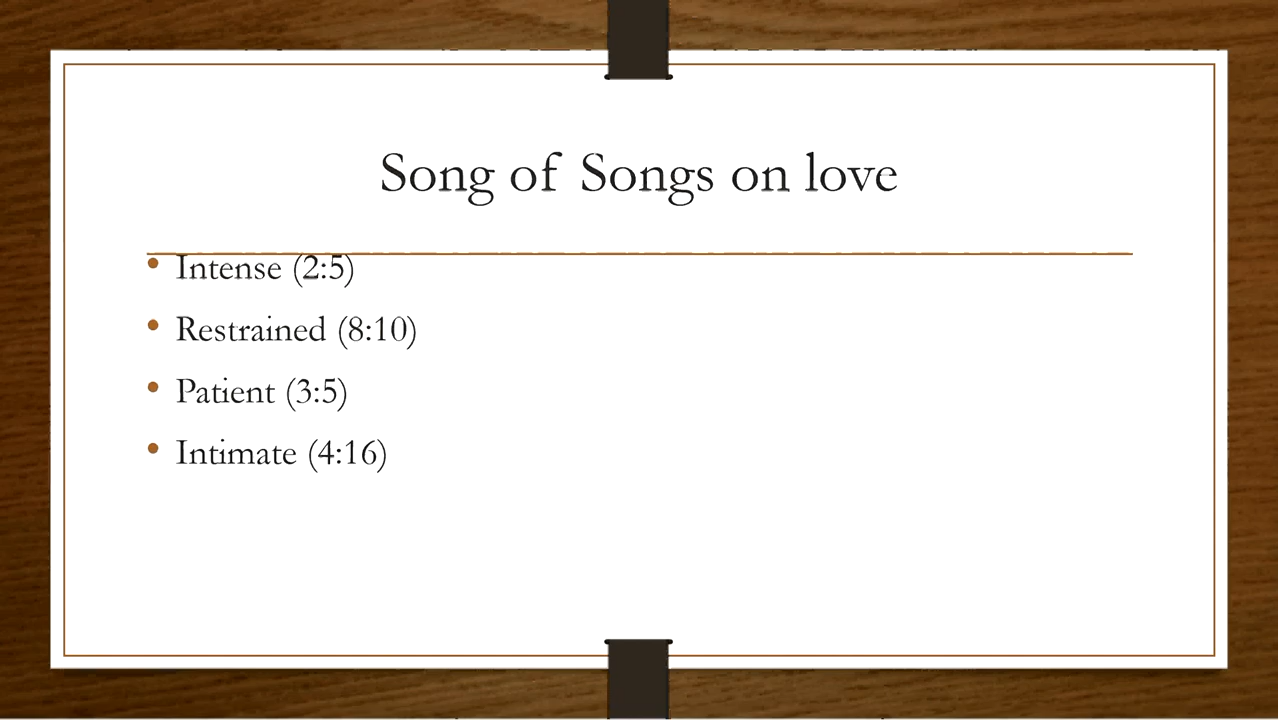 Song of Songs on love
• Intense (2:5)
• Restrained (8:10)
• Patient (3:5)
• Intimate (4:16)